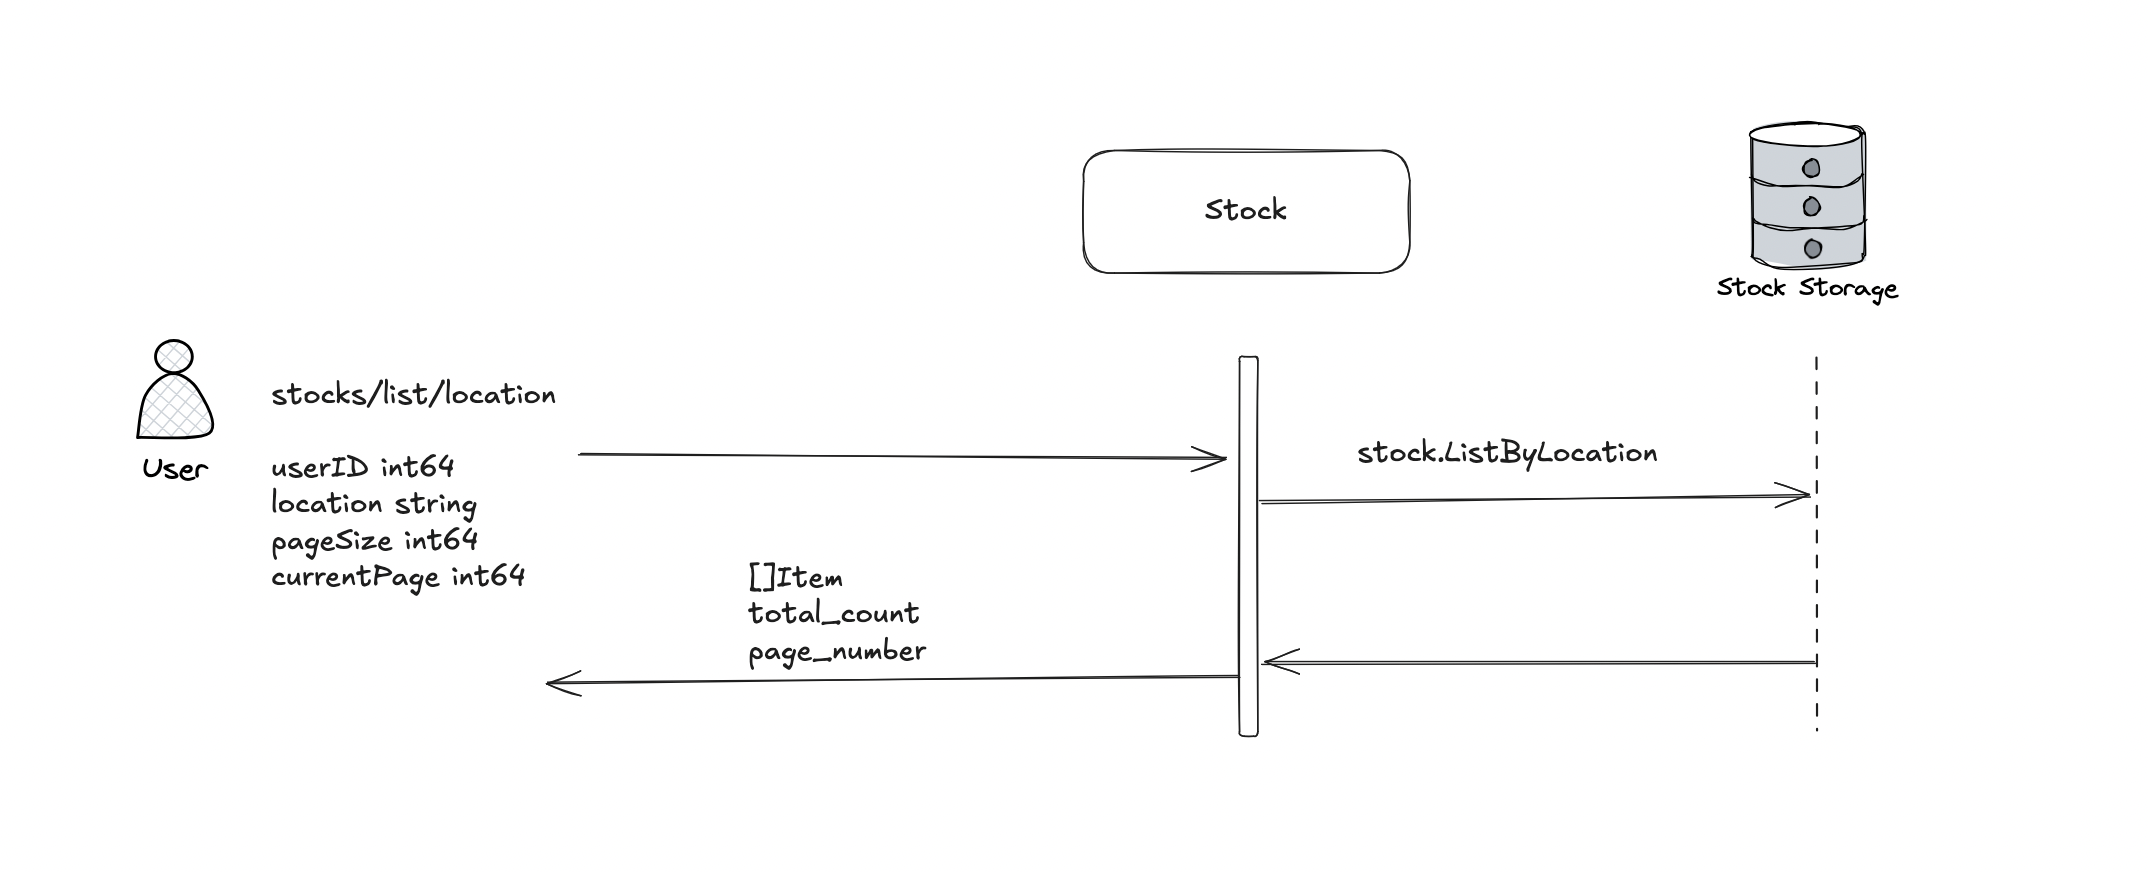 Stock
Stock Storage
User
stocks/list/location
userID int64
location string
pageSize int64
currentPage int64
stock.ListByLocation
[]Item
total_count
page_number